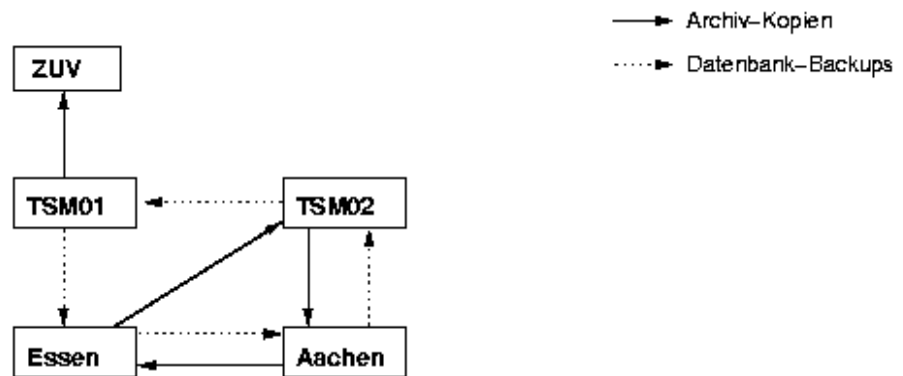 Archiv–Kopien
ZUV
Datenbank–Backups
TSM01
TSM02
Essen
Aachen